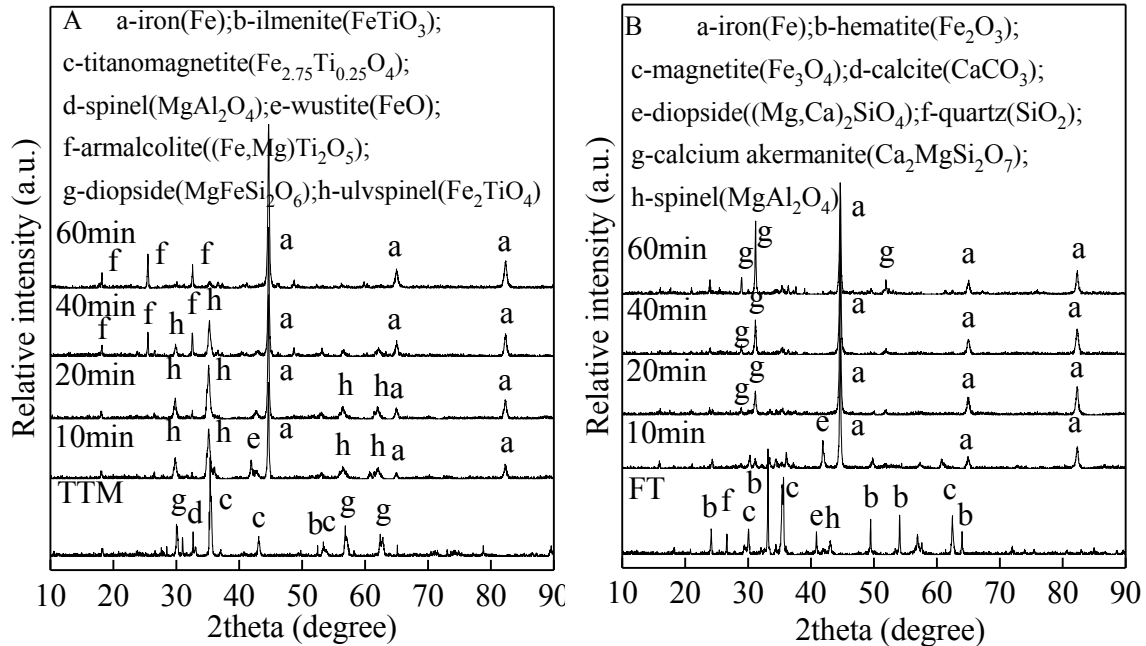 A a-iron(Fe);b-ilmenite(FeTiO3);
c-titanomagnetite(Fe2.75Ti0.25O4);
d-spinel(MgAl2O4);e-wustite(FeO);
f-armalcolite((Fe,Mg)Ti2O5);
g-diopside(MgFeSi2O6);h-ulvspinel(Fe2TiO4)
60min
f f f a a a
40min
f f h f h a a a
20min
h h a h h a a
10min
h h e a h h a a
TTM
g d c c b c g g
10 20 30 40 50 60 70 80 90
2theta (degree)
Relative intensity (a.u.)
B a-iron(Fe);b-hematite(Fe2O3);
c-magnetite(Fe3O4);d-calcite(CaCO3);
e-diopside((Mg,Ca)2SiO4);f-quartz(SiO2);
g-calcium akermanite(Ca2MgSi2O7);
h-spinel(MgAl2O4)
60min
g g a g a a
40min
g g a a a
20min
g g a a a
10min
e a a a
FT
b f c b c e h b b c b
10 20 30 40 50 60 70 80 90
2theta (degree)
Relative intensity (a.u.)